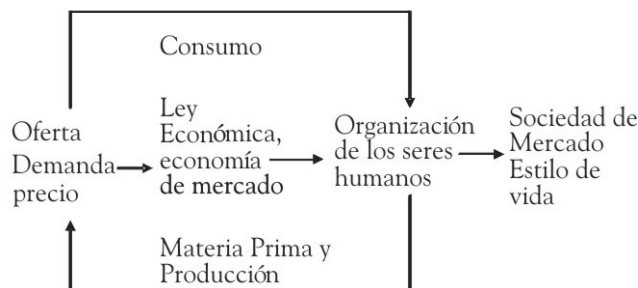 Consumo
Oferta
Demanda
precio
Ley
Económica,
economía
de mercado
Organización
de los seres
humanos
Sociedad de
Mercado
Estilo de
vida
Materia Prima y
Producción